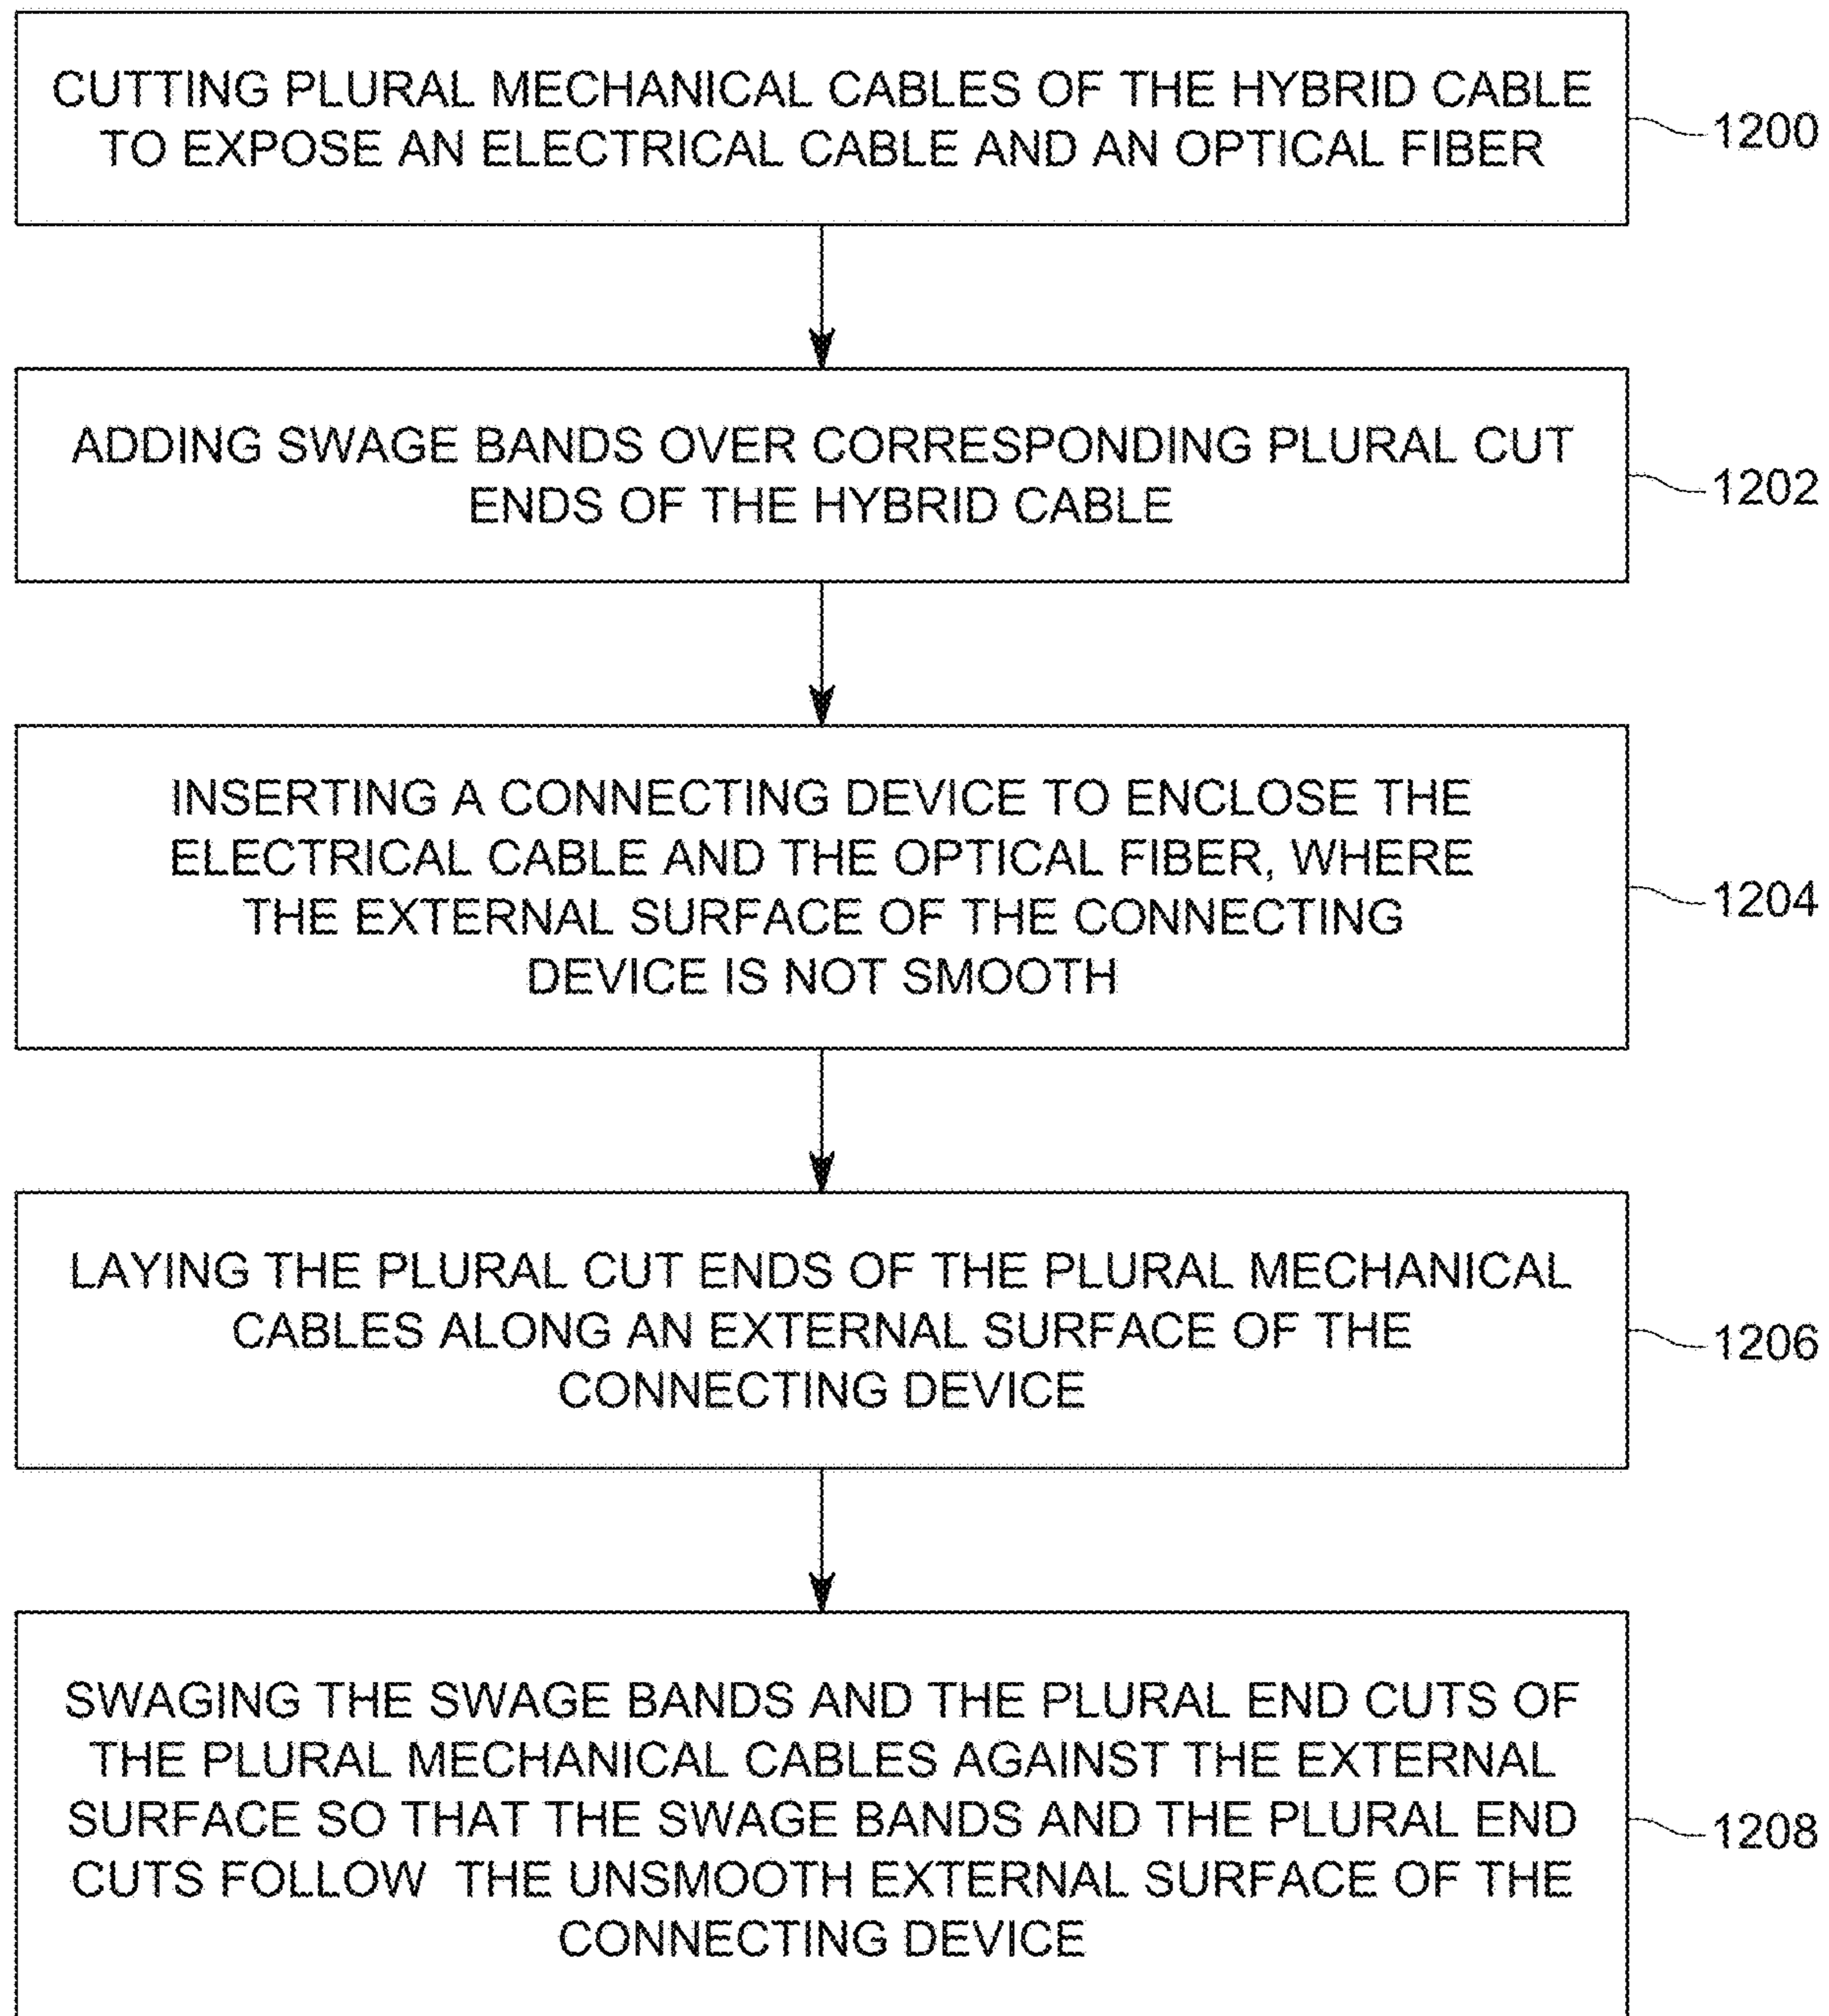 CUTTING PLURAL MECHANICAL CABLES OF THE HYBRID CABLE
TO EXPOSE AN ELECTRICAL CABLE AND AN OPTICAL FIBER
1200
ADDING SWAGE BANDS OVER CORRESPONDING PLURAL CUT
ENDS OF THE HYBRID CABLE
1202
INSERTING A CONNECTING DEVICE TO ENCLOSE THE
ELECTRICAL CABLE AND THE OPTICAL FIBER, WHERE
THE EXTERNAL SURFACE OF THE CONNECTING
DEVICE IS NOT SMOOTH
1204
LAYING THE PLURAL CUT ENDS OF THE PLURAL MECHANICAL
CABLES ALONG AN EXTERNAL SURFACE OF THE
CONNECTING DEVICE
1206
SWAGING THE SWAGE BANDS AND THE PLURAL END CUTS OF
THE PLURAL MECHANICAL CABLES AGAINST THE EXTERNAL
SURFACE SO THAT THE SWAGE BANDS AND THE PLURAL END
CUTS FOLLOW THE UNSMOOTH EXTERNAL SURFACE OF THE
CONNECTING DEVICE
1208